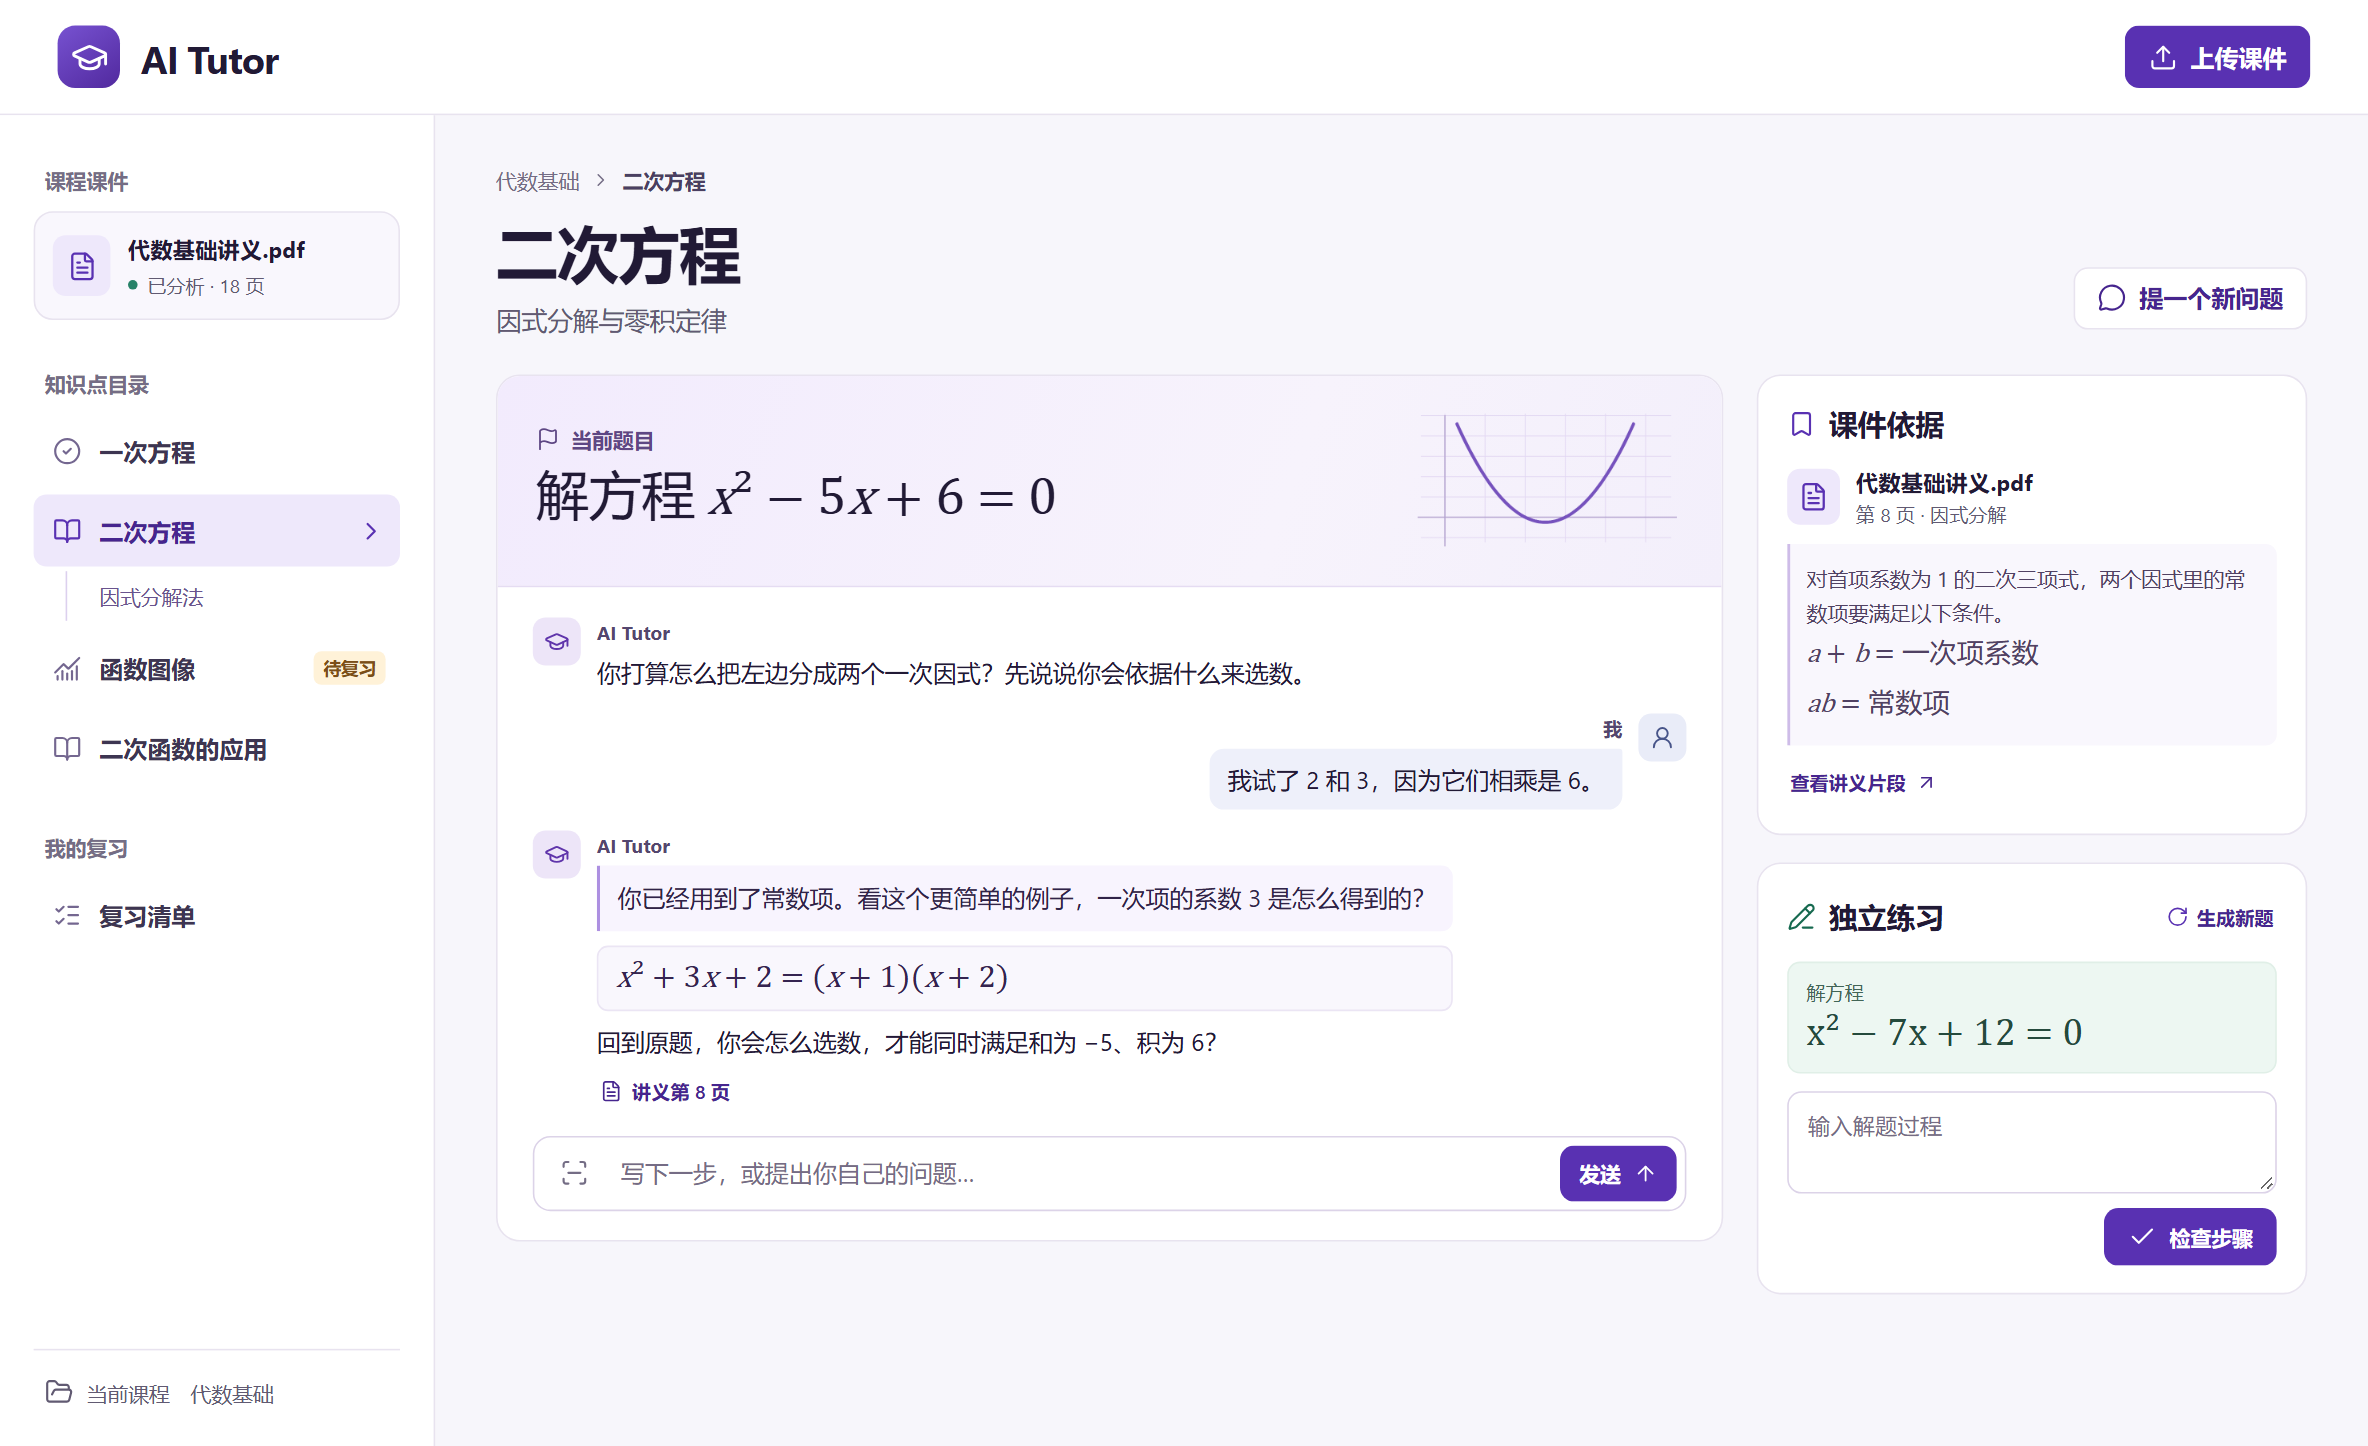 AI Tutor
上传课件
课程课件
代数基础讲义.pdf
已分析 · 18 页
知识点目录
一次方程
二次方程
因式分解法
函数图像
待复习
二次函数的应用
我的复习
复习清单
当前课程 代数基础
代数基础 > 二次方程
二次方程
因式分解与零积定律
提一个新问题
当前题目
解方程 x² − 5x + 6 = 0
AI Tutor
你打算怎么把左边分成两个一次因式？先说说你会依据什么来选数。
我
我试了 2 和 3，因为它们相乘是 6。
AI Tutor
你已经用到了常数项。看这个更简单的例子，一次项的系数 3 是怎么得到的？
x² + 3x + 2 = (x + 1)(x + 2)
回到原题，你会怎么选数，才能同时满足和为 −5、积为 6？
讲义第 8 页
写下一步，或提出你自己的问题...
发送
课件依据
代数基础讲义.pdf
第 8 页 · 因式分解
对首项系数为 1 的二次三项式，两个因式里的常
数项要满足以下条件。
a + b = 一次项系数
ab = 常数项
查看讲义片段
独立练习
生成新题
解方程
x² − 7x + 12 = 0
输入解题过程
检查步骤